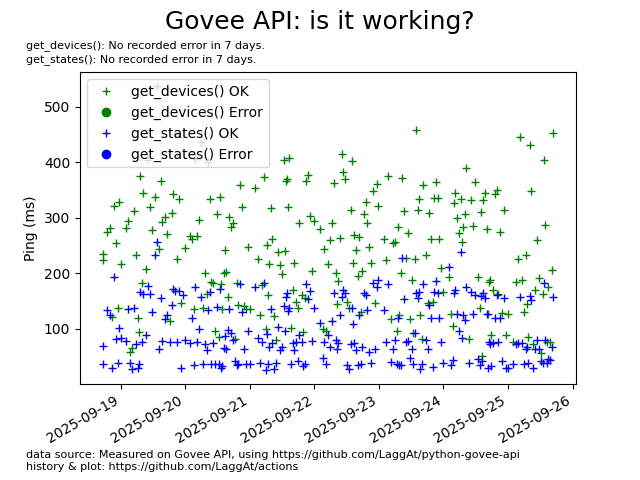 Govee API: is it working?
get_devices(): No recorded error in 7 days.
get_states(): No recorded error in 7 days.
get_devices() OK
get_devices() Error
get_states() OK
get_states() Error
Ping (ms)
500
400
300
200
100
2025-09-19
2025-09-20
2025-09-21
2025-09-22
2025-09-23
2025-09-24
2025-09-25
2025-09-26
data source: Measured on Govee API, using https://github.com/LaggAt/python-govee-api
history & plot: https://github.com/LaggAt/actions